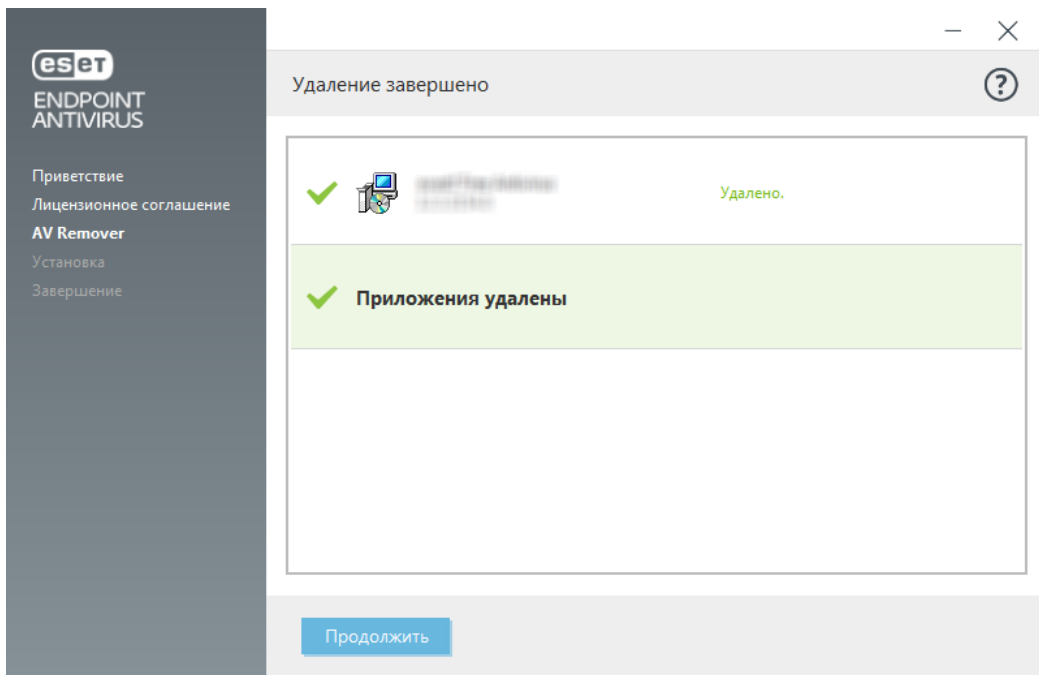 eset
ENDPOINT
ANTIVIRUS
Приветствие
Лицензионное соглашение
AV Remover
Установка
Завершение
Удаление завершено
?
Удалено.
Приложения удалены
Продолжить